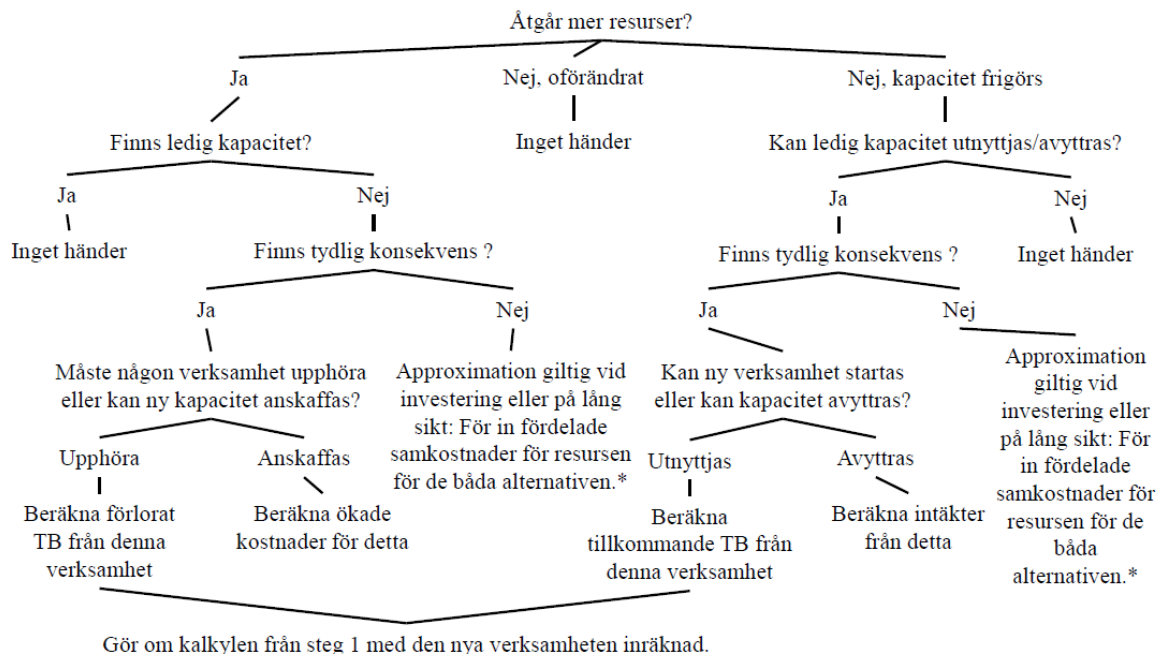 Åtgår mer resurser?
Ja
Nej, oförändrat
Nej, kapacitet frigörs
Finns ledig kapacitet?
Inget händer
Kan ledig kapacitet utnyttjas/avyttras?
Ja
Nej
Ja
Nej
Inget händer
Finns tydlig konsekvens ?
Finns tydlig konsekvens ?
Inget händer
Ja
Nej
Ja
Nej
Måste någon verksamhet upphöra
eller kan ny kapacitet anskaffas?
Approximation giltig vid
investering eller på lång
sikt: För in fördelade
samkostnader för resursen
för de båda alternativen.*
Kan ny verksamhet startas
eller kan kapacitet avyttras?
Approximation
giltig vid
investering eller
på lång sikt: För
in fördelade
samkostnader för
resursen för de
båda
alternativen.*
Upphöra
Anskaffas
Utnyttjas
Avyttras
Beräkna förlorat
TB från denna
verksamhet
Beräkna ökade
kostnader för detta
Beräkna
tillkommande TB från
denna verksamhet
Beräkna intäkter
från detta
Gör om kalkylen från steg 1 med den nya verksamheten inräknad.